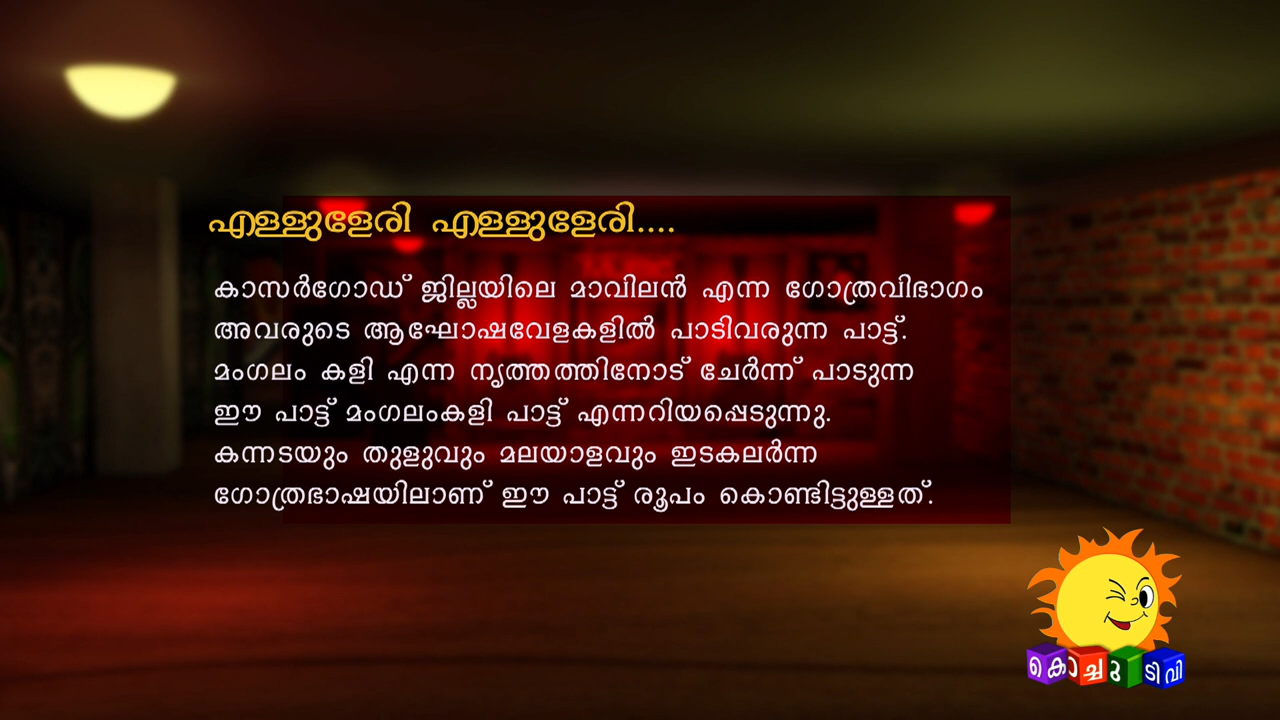 എള്ളുളേരി എള്ളുളേരി....
കാസർഗോഡ് ജില്ലയിലെ മാവിലൻ എന്ന ഗോത്രവിഭാഗം
അവരുടെ ആഘോഷവേളകളിൽ പാടിവരുന്ന പാട്ട്.
മംഗലം കളി എന്ന നൃത്തത്തിനോട് ചേർന്ന് പാടുന്ന
ഈ പാട്ട് മംഗലംകളി പാട്ട് എന്നറിയപ്പെടുന്നു.
കന്നടയും തുളുവും മലയാളവും ഇടകലർന്ന
ഗോത്രഭാഷയിലാണ് ഈ പാട്ട് രൂപം കൊണ്ടിട്ടുള്ളത്.
കൊച്ചു ടിവി